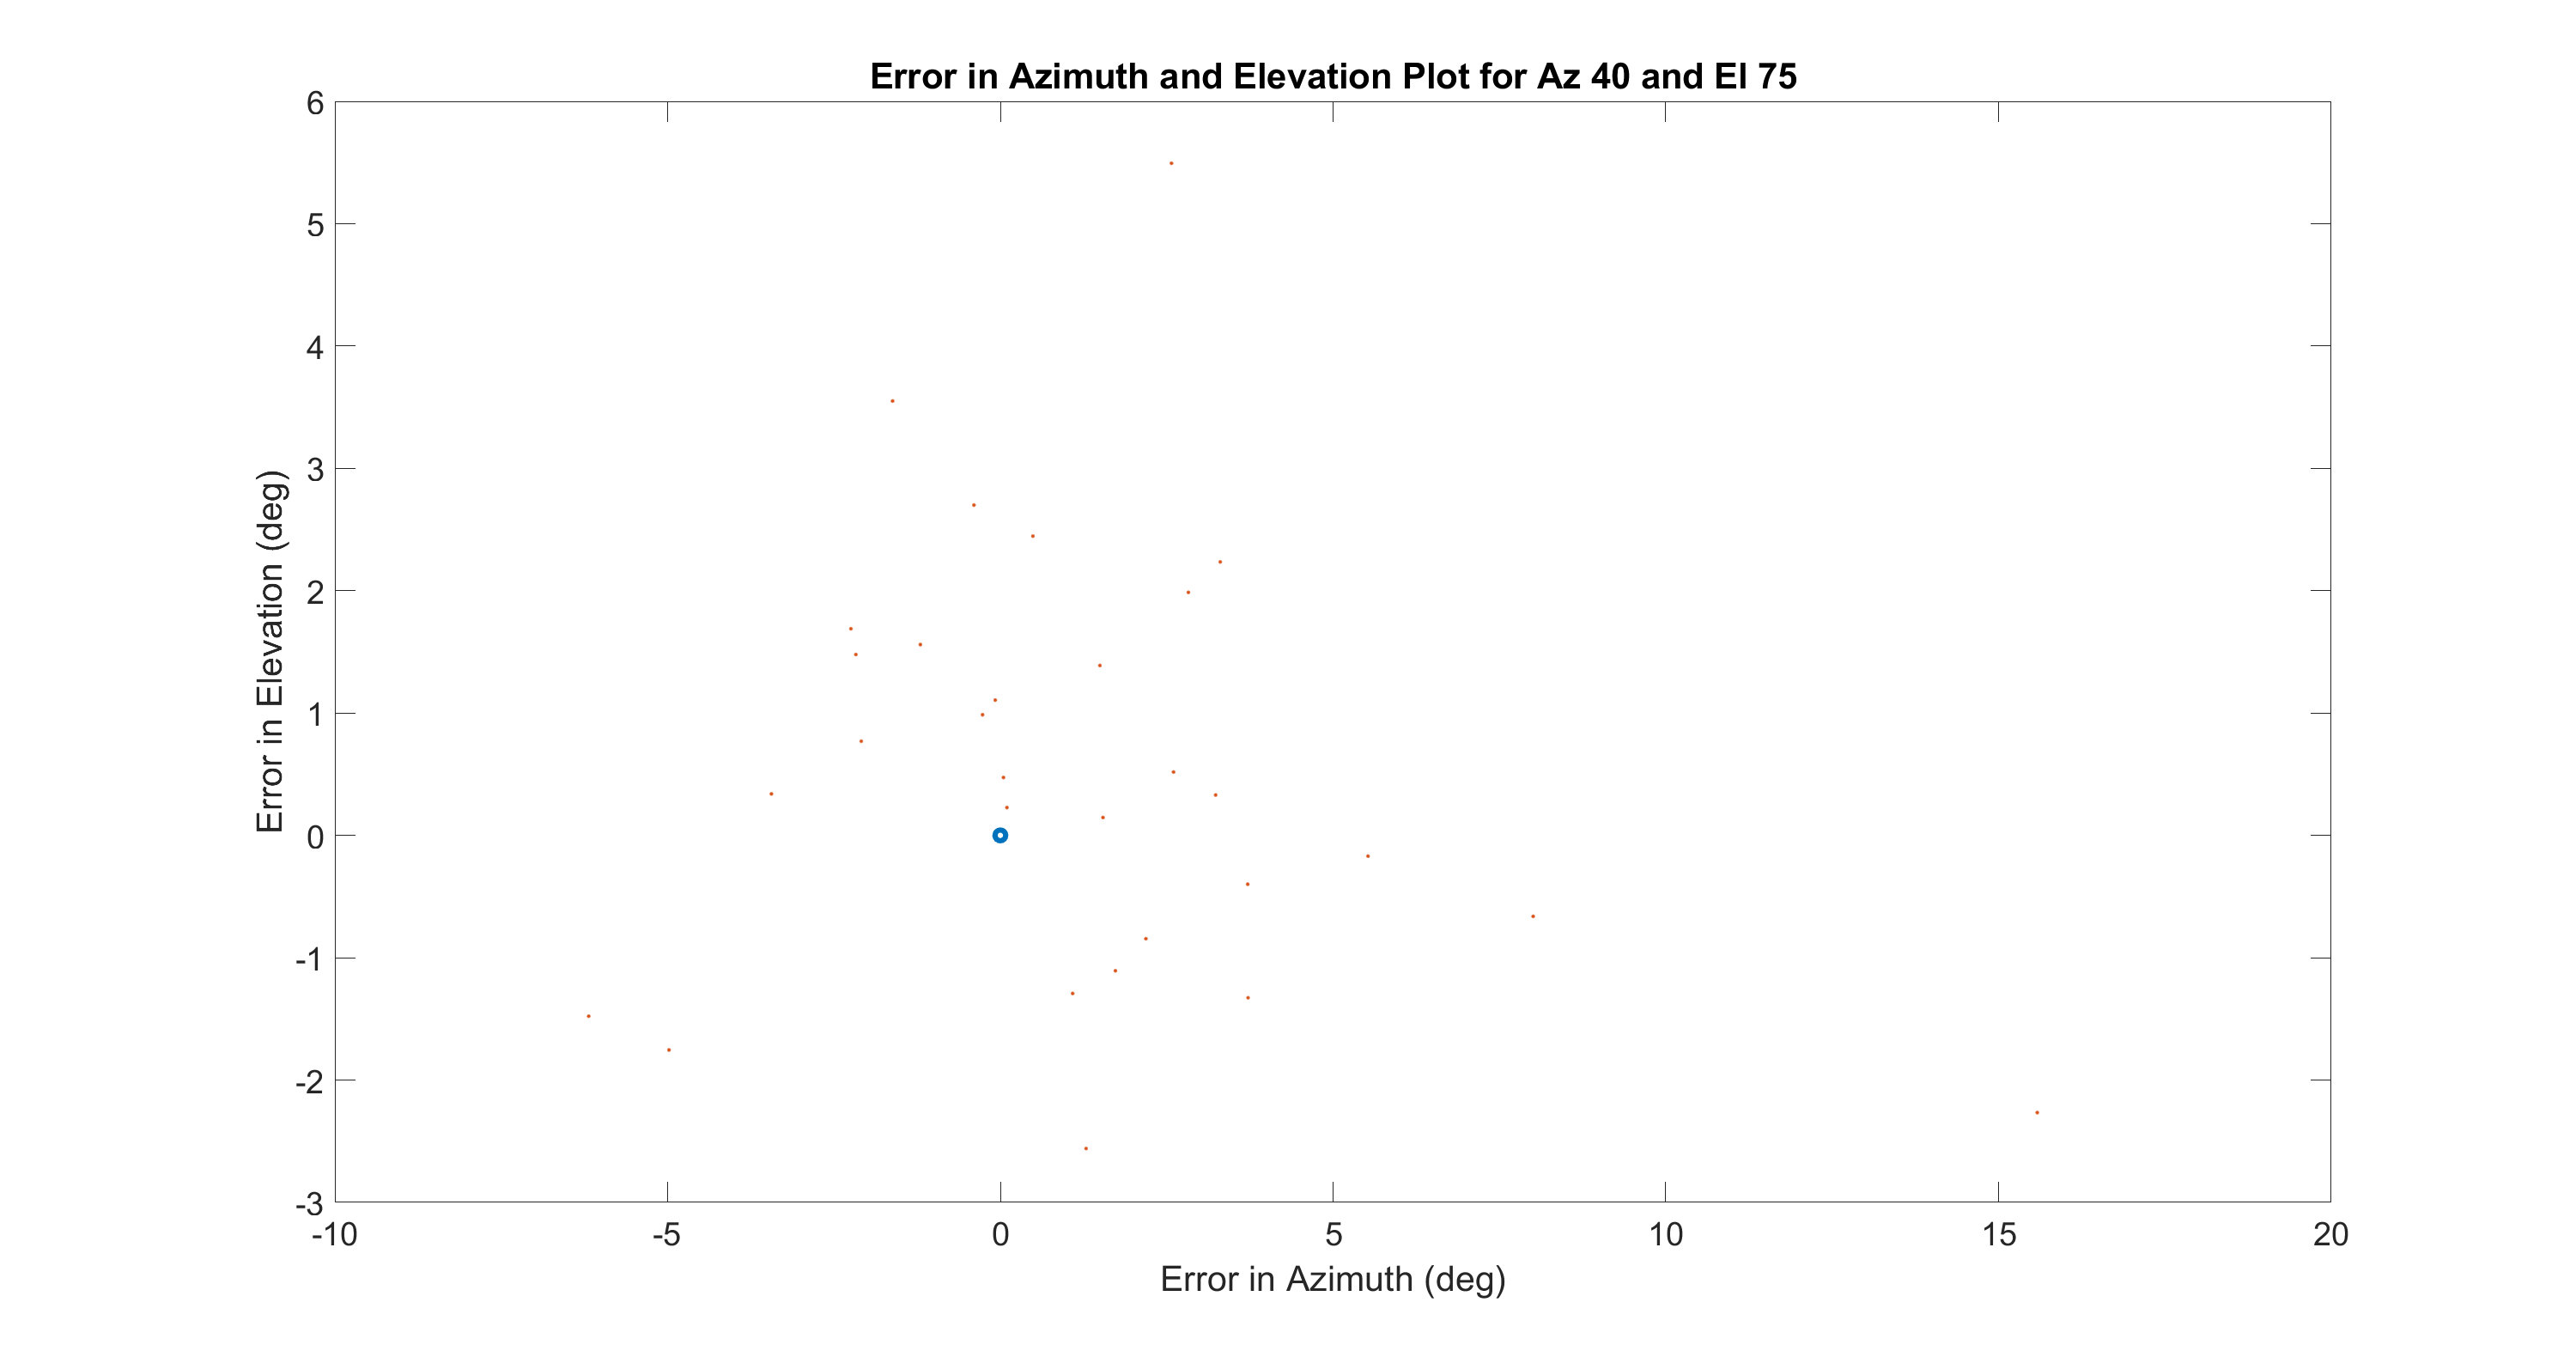 Error in Azimuth and Elevation Plot for Az 40 and El 75
6
5
4
3
2
1
0
-1
-2
-3
Error in Elevation (deg)
-10 -5 0 5 10 15 20
Error in Azimuth (deg)